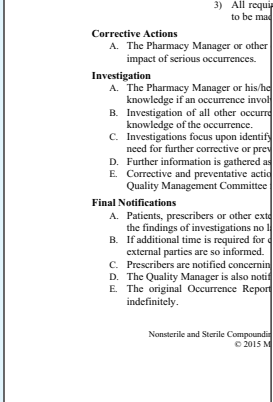 3) All requi
to be mad
Corrective Actions
A. The Pharmacy Manager or other
impact of serious occurrences.
Investigation
A. The Pharmacy Manager or his/he
knowledge if an occurrence invol
B. Investigation of all other occurre
knowledge of the occurrence.
C. Investigations focus upon identify
need for further corrective or prev
D. Further information is gathered as
E. Corrective and preventative actio
Quality Management Committee
Final Notifications
A. Patients, prescribers or other exte
the findings of investigations no l
B. If additional time is required for c
external parties are so informed.
C. Prescribers are notified concernin
D. The Quality Manager is also notif
E. The original Occurrence Report
indefinitely.
Nonsterile and Sterile Compoundin
© 2015 M